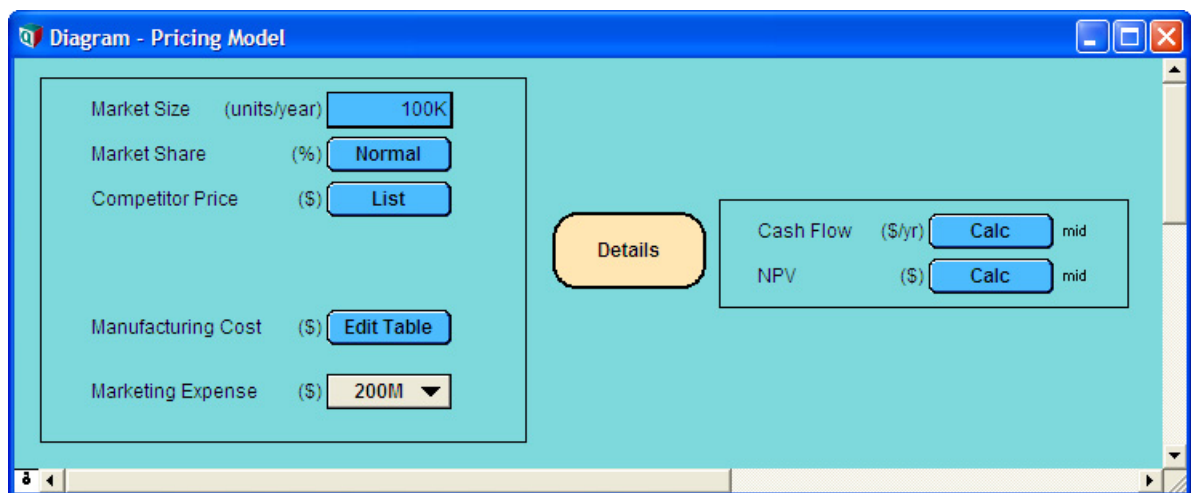 Diagram - Pricing Model
Market Size (units/year) 100K
Market Share (%) Normal
Competitor Price ($) List
Manufacturing Cost ($) Edit Table
Marketing Expense ($) 200M
Details
Cash Flow ($/yr) Calc mid
NPV ($) Calc mid